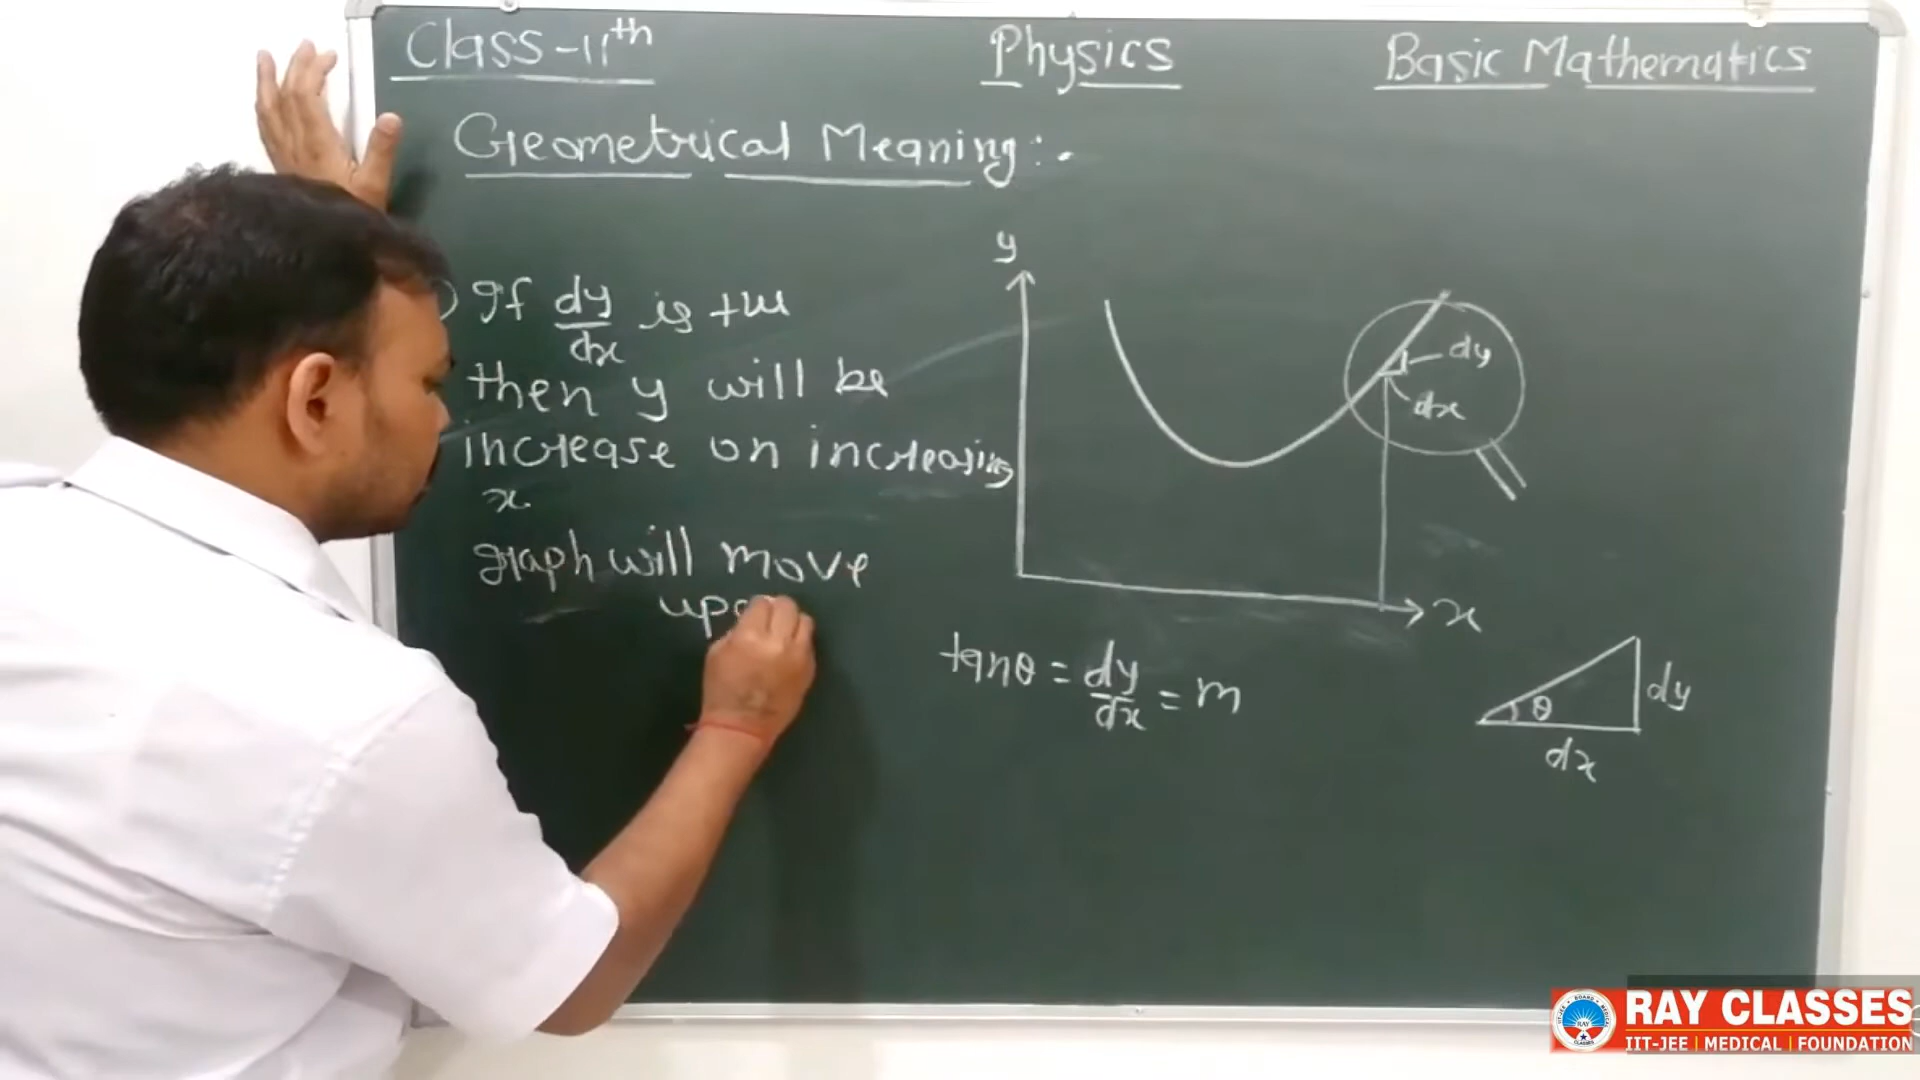 Class-11th
Physics
Basic Mathematics
Geometrical Meaning:-
If dy/dx is +ve
then y will be
increase on increasing
x
graph will move
y
dy
dx
x
tanθ = dy/dx = m
θ
dy
dx
RAY CLASSES
IIT-JEE | MEDICAL | FOUNDATION